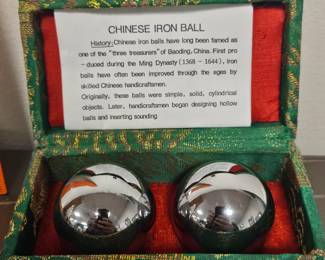 CHINESE IRON BALL
History:Chinese iron balls have long been famed as
one of the "three treasurers" of Baoding, China. First pro
- duced during the Ming Dynasty (1368 - 1644), iron
balls have often been improved through the ages by
skilled Chinese handicraftmen.
Originally, these balls were simple, solid, cylindrical
objects. Later, handicraftmen began designing hollow
balls and inserting sounding